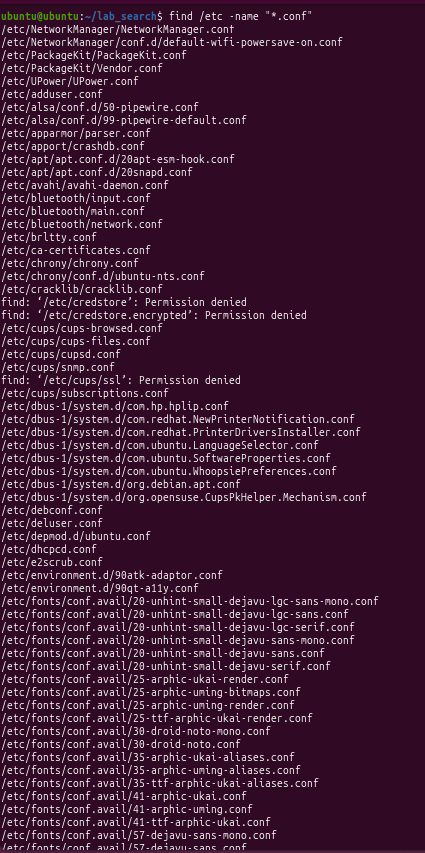 ubuntu@ubuntu:~/lab_search$ find /etc -name "*.conf"
/etc/NetworkManager/NetworkManager.conf
/etc/NetworkManager/conf.d/default-wifi-powersave-on.conf
/etc/PackageKit/PackageKit.conf
/etc/PackageKit/Vendor.conf
/etc/UPower/UPower.conf
/etc/adduser.conf
/etc/alsa/conf.d/50-pipewire.conf
/etc/alsa/conf.d/99-pipewire-default.conf
/etc/apparmor/parser.conf
/etc/apport/crashdb.conf
/etc/apt/apt.conf.d/20apt-esm-hook.conf
/etc/apt/apt.conf.d/20snapd.conf
/etc/avahi/avahi-daemon.conf
/etc/bluetooth/input.conf
/etc/bluetooth/main.conf
/etc/bluetooth/network.conf
/etc/brltty.conf
/etc/ca-certificates.conf
/etc/chrony/chrony.conf
/etc/chrony/conf.d/ubuntu-nts.conf
/etc/cracklib/cracklib.conf
find: ‘/etc/credstore’: Permission denied
find: ‘/etc/credstore.encrypted’: Permission denied
/etc/cups/cups-browsed.conf
/etc/cups/cups-files.conf
/etc/cups/cupsd.conf
/etc/cups/snmp.conf
find: ‘/etc/cups/ssl’: Permission denied
/etc/cups/subscriptions.conf
/etc/dbus-1/system.d/com.hp.hplip.conf
/etc/dbus-1/system.d/com.redhat.NewPrinterNotification.conf
/etc/dbus-1/system.d/com.redhat.PrinterDriversInstaller.conf
/etc/dbus-1/system.d/com.ubuntu.LanguageSelector.conf
/etc/dbus-1/system.d/com.ubuntu.SoftwareProperties.conf
/etc/dbus-1/system.d/com.ubuntu.WhoopsiePreferences.conf
/etc/dbus-1/system.d/org.debian.apt.conf
/etc/dbus-1/system.d/org.opensuse.CupsPkHelper.Mechanism.conf
/etc/debconf.conf
/etc/deluser.conf
/etc/depmod.d/ubuntu.conf
/etc/dhcpcd.conf
/etc/e2scrub.conf
/etc/environment.d/90atk-adaptor.conf
/etc/environment.d/90qt-a11y.conf
/etc/fonts/conf.avail/20-unhint-small-dejavu-lgc-sans-mono.conf
/etc/fonts/conf.avail/20-unhint-small-dejavu-lgc-sans.conf
/etc/fonts/conf.avail/20-unhint-small-dejavu-lgc-serif.conf
/etc/fonts/conf.avail/20-unhint-small-dejavu-sans-mono.conf
/etc/fonts/conf.avail/20-unhint-small-dejavu-sans.conf
/etc/fonts/conf.avail/20-unhint-small-dejavu-serif.conf
/etc/fonts/conf.avail/25-arphic-ukai-render.conf
/etc/fonts/conf.avail/25-arphic-uming-bitmaps.conf
/etc/fonts/conf.avail/25-arphic-uming-render.conf
/etc/fonts/conf.avail/25-ttf-arphic-ukai-render.conf
/etc/fonts/conf.avail/30-droid-noto-mono.conf
/etc/fonts/conf.avail/30-droid-noto.conf
/etc/fonts/conf.avail/35-arphic-ukai-aliases.conf
/etc/fonts/conf.avail/35-arphic-uming-aliases.conf
/etc/fonts/conf.avail/35-ttf-arphic-ukai-aliases.conf
/etc/fonts/conf.avail/41-arphic-ukai.conf
/etc/fonts/conf.avail/41-arphic-uming.conf
/etc/fonts/conf.avail/41-ttf-arphic-ukai.conf
/etc/fonts/conf.avail/57-dejavu-sans-mono.conf
/etc/fonts/conf.avail/57-dejavu-sans.conf